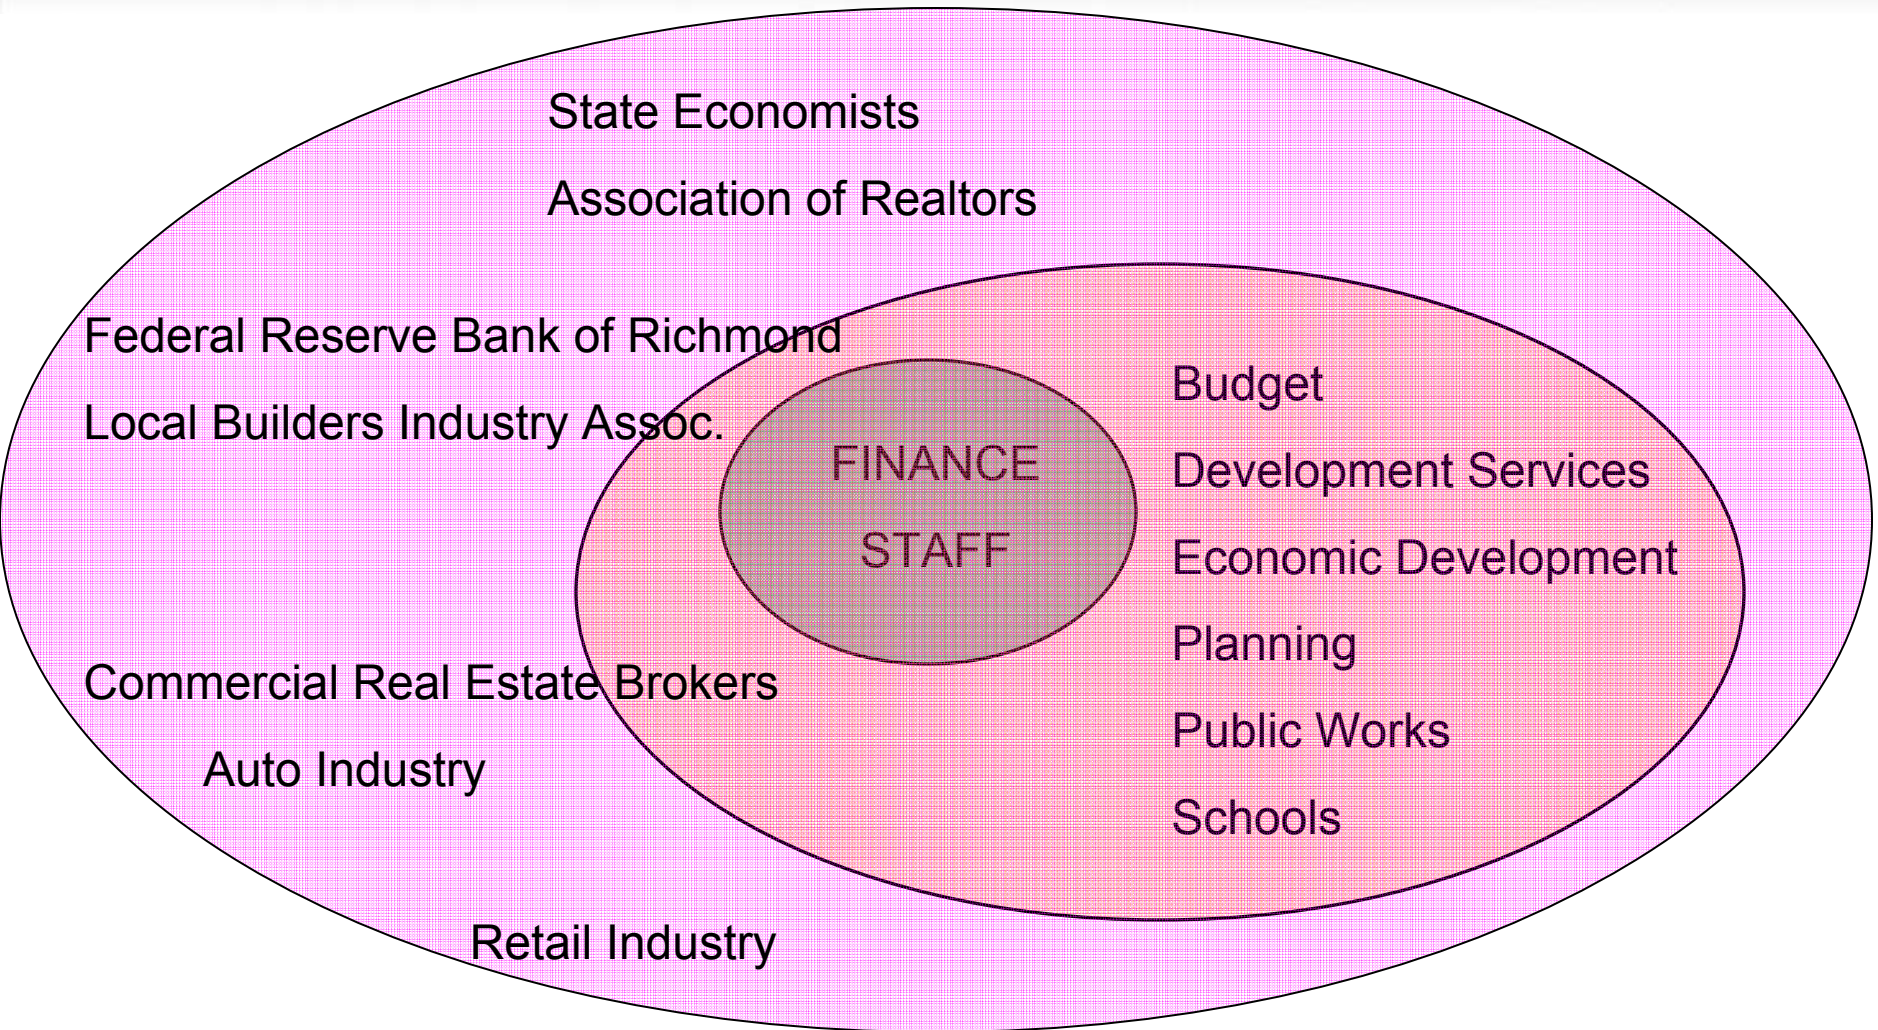 State Economists
Association of Realtors
Federal Reserve Bank of Richmond
Local Builders Industry Assoc.
FINANCE
STAFF
Budget
Development Services
Economic Development
Planning
Public Works
Schools
Commercial Real Estate Brokers
Auto Industry
Retail Industry